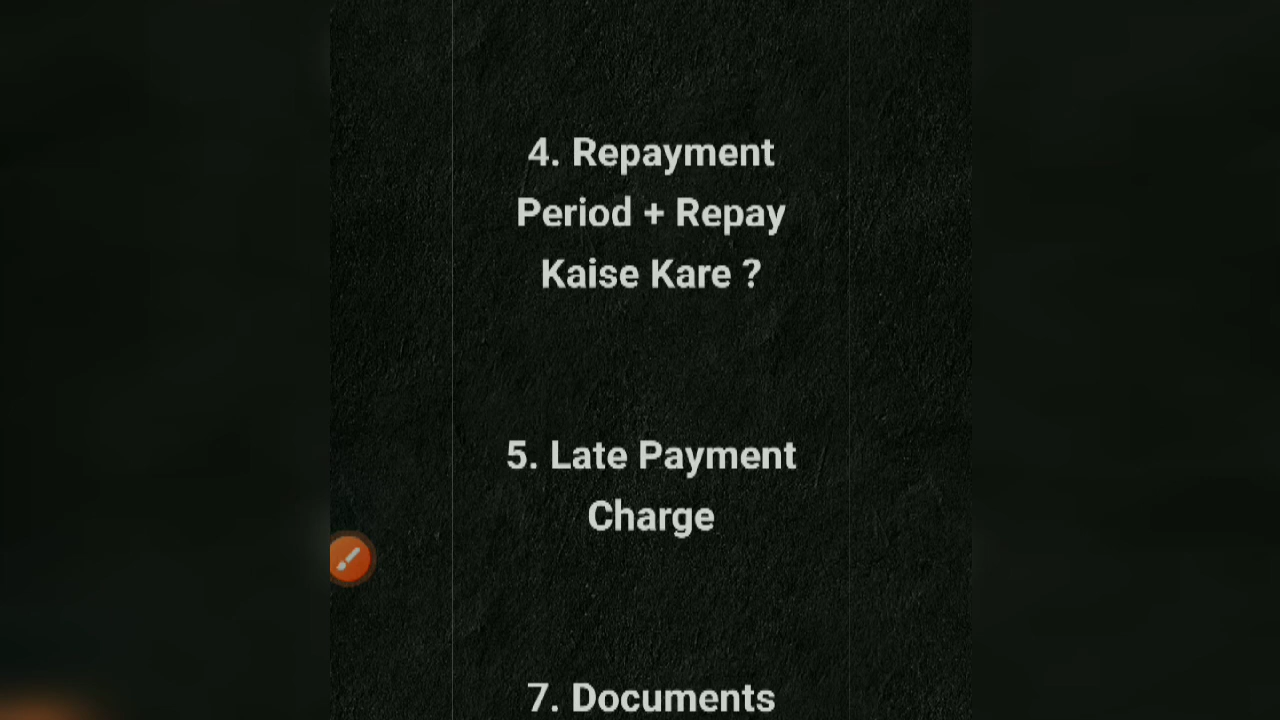 4. Repayment
Period + Repay
Kaise Kare ?
5. Late Payment
Charge
7. Documents